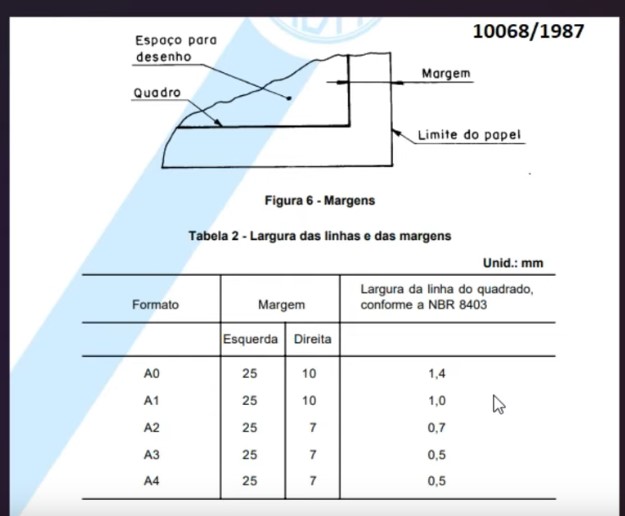 10068/1987
Espaço para
desenho
Quadro
Margem
Limite do papel
Figura 6 - Margens
Tabela 2 - Largura das linhas e das margens
Unid.: mm
Formato Margem Largura da linha do quadrado,
conforme a NBR 8403
Esquerda Direita
A0 25 10 1,4
A1 25 10 1,0
A2 25 7 0,7
A3 25 7 0,5
A4 25 7 0,5